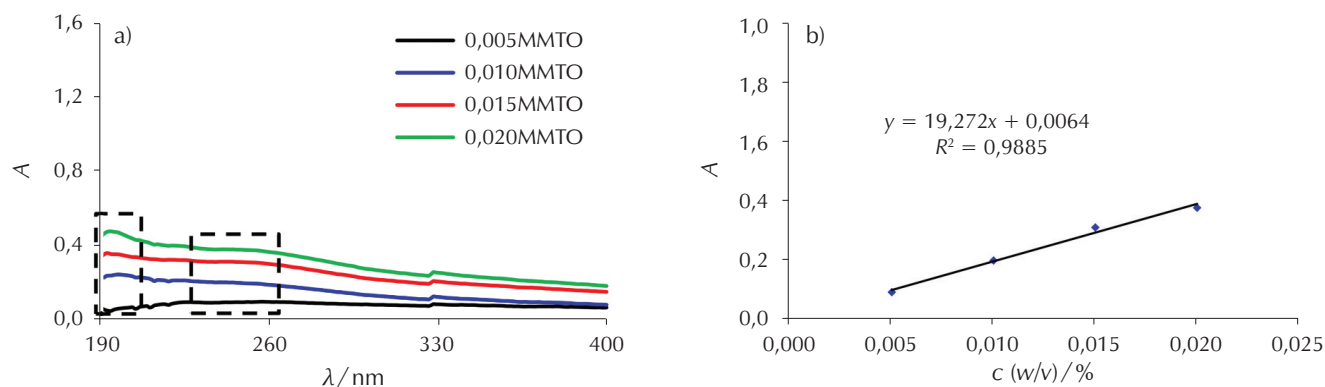 a)
1,6
1,2
0,8
0,4
0,0
A
190
260
330
400
λ / nm
0,005MMTO
0,010MMTO
0,015MMTO
0,020MMTO
b)
1,0
1,6
0,8
0,4
0,2
0,0
A
y = 19,272x + 0,0064
R² = 0,9885
0,000
0,005
0,010
0,015
0,020
0,025
c (w/v) / %